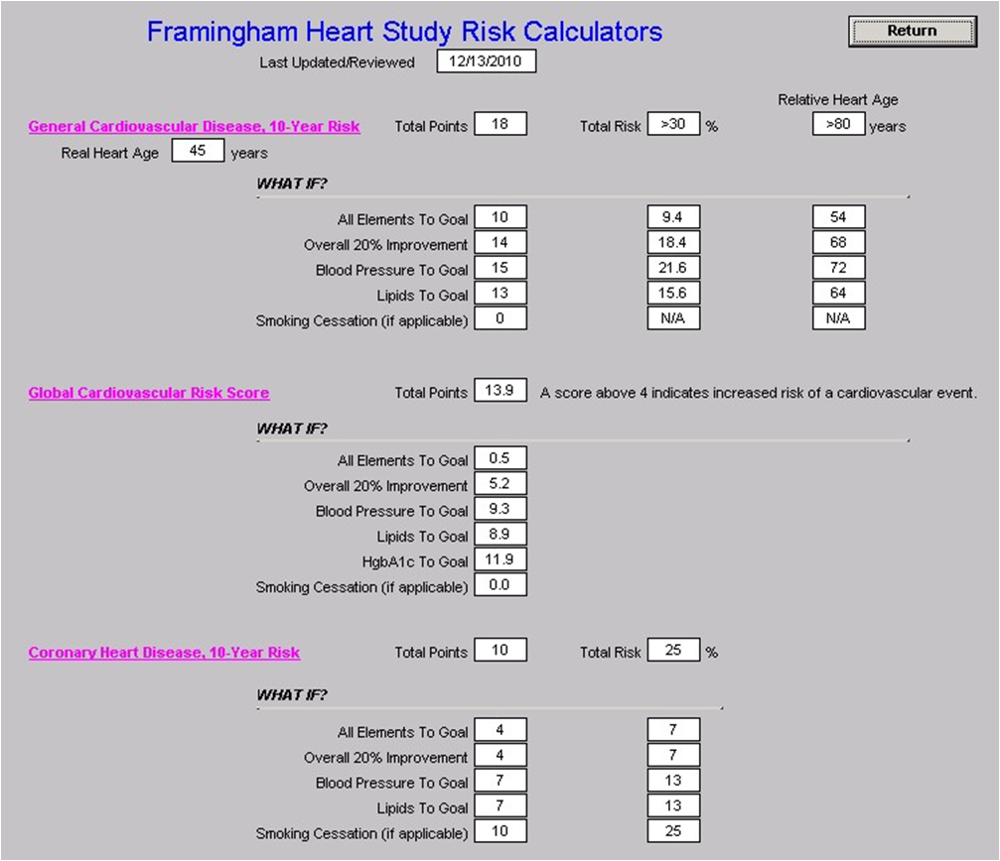 Framingham Heart Study Risk Calculators
Return
Last Updated/Reviewed 12/13/2010
Relative Heart Age
General Cardiovascular Disease, 10-Year Risk Total Points 18 Total Risk >30 % >80 years
Real Heart Age 45 years
WHAT IF?
All Elements To Goal 10 9.4 54
Overall 20% Improvement 14 18.4 68
Blood Pressure To Goal 15 21.6 72
Lipids To Goal 13 15.6 64
Smoking Cessation (if applicable) 0 N/A N/A
Global Cardiovascular Risk Score Total Points 13.9 A score above 4 indicates increased risk of a cardiovascular event.
WHAT IF?
All Elements To Goal 0.5
Overall 20% Improvement 5.2
Blood Pressure To Goal 9.3
Lipids To Goal 8.9
HgbA1c To Goal 11.9
Smoking Cessation (if applicable) 0.0
Coronary Heart Disease, 10-Year Risk Total Points 10 Total Risk 25 %
WHAT IF?
All Elements To Goal 4 7
Overall 20% Improvement 4 7
Blood Pressure To Goal 7 13
Lipids To Goal 7 13
Smoking Cessation (if applicable) 10 25